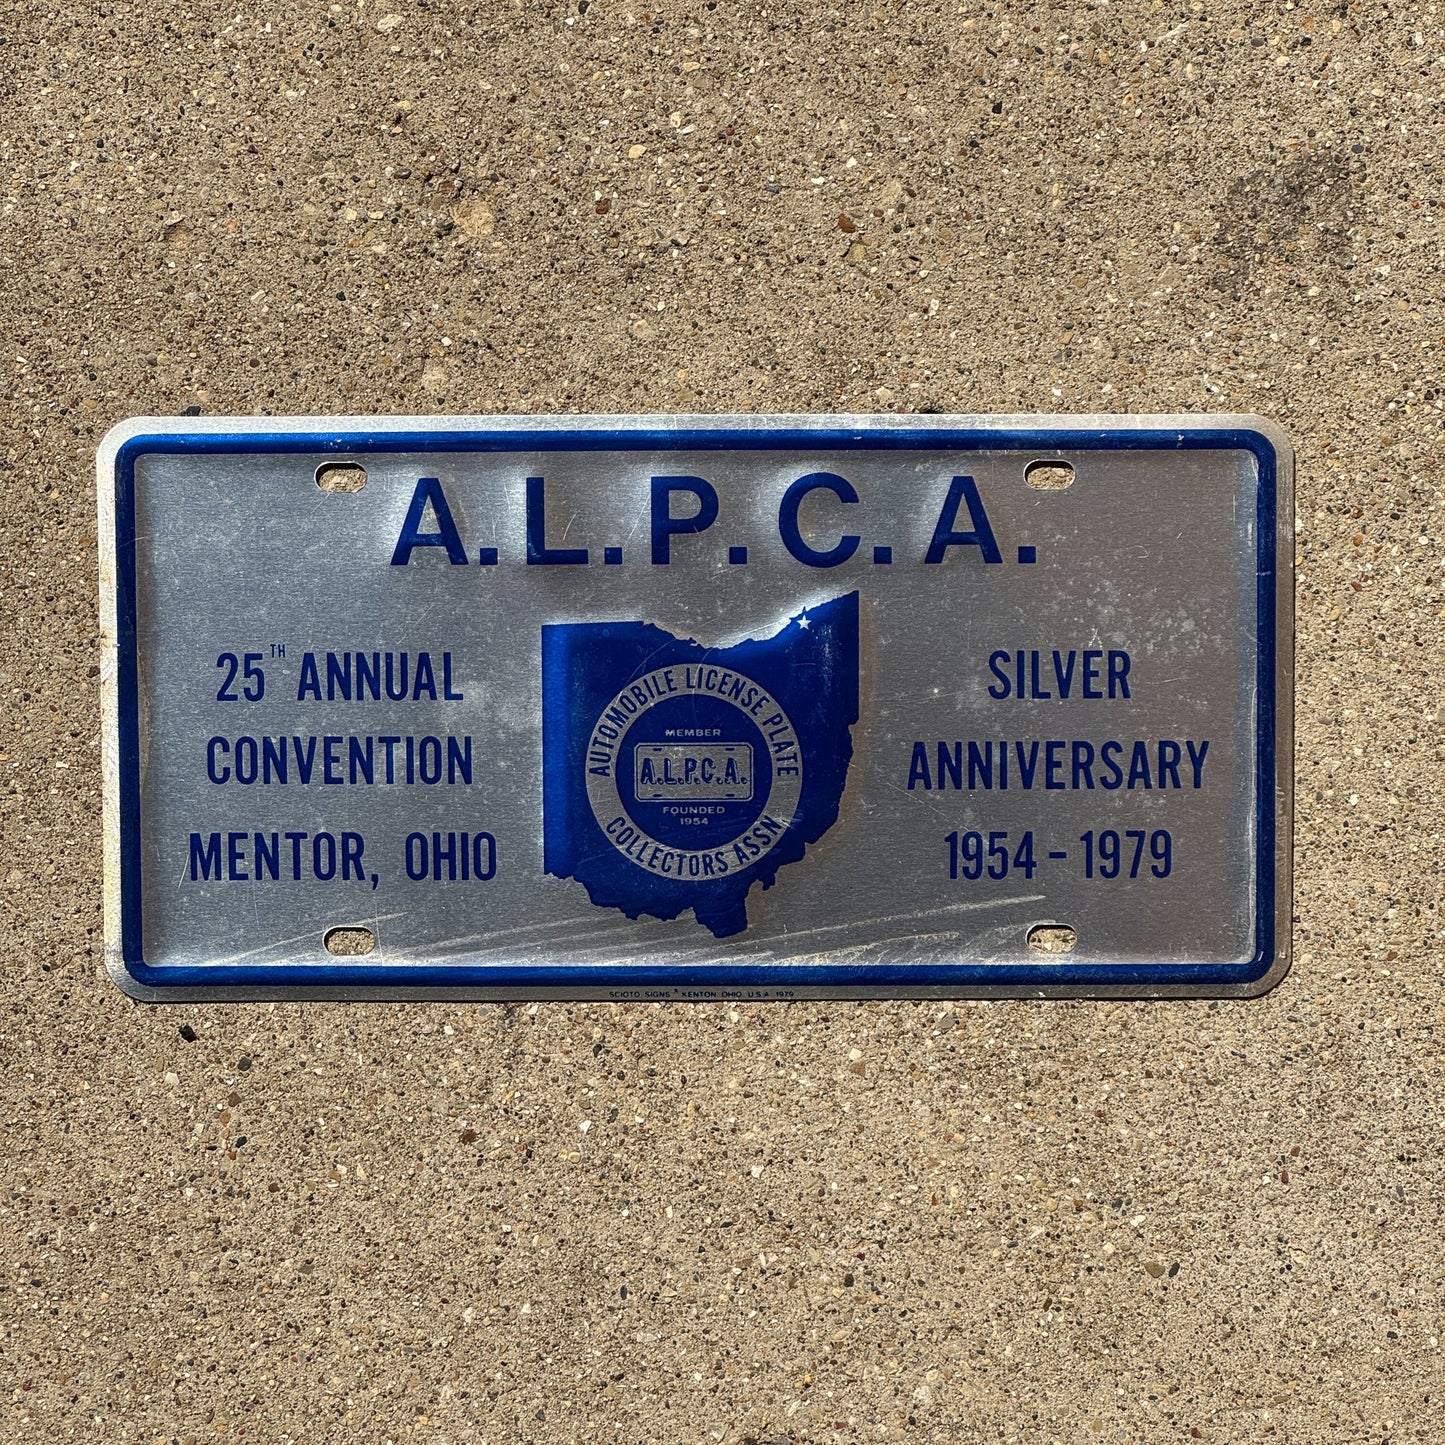 A.L.P.C.A.
25TH ANNUAL
CONVENTION
MENTOR, OHIO
AUTOMOBILE LICENSE PLATE
COLLECTORS ASSN
MEMBER
A.L.P.C.A.
FOUNDED
1954
SILVER
ANNIVERSARY
1954-1979
SCIOTO SIGNS KENTON, OHIO, U.S.A. 1979